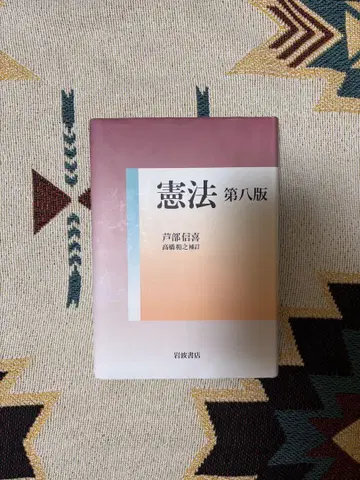 憲法 第八版
芦部信喜
高橋和之補訂
岩波書店